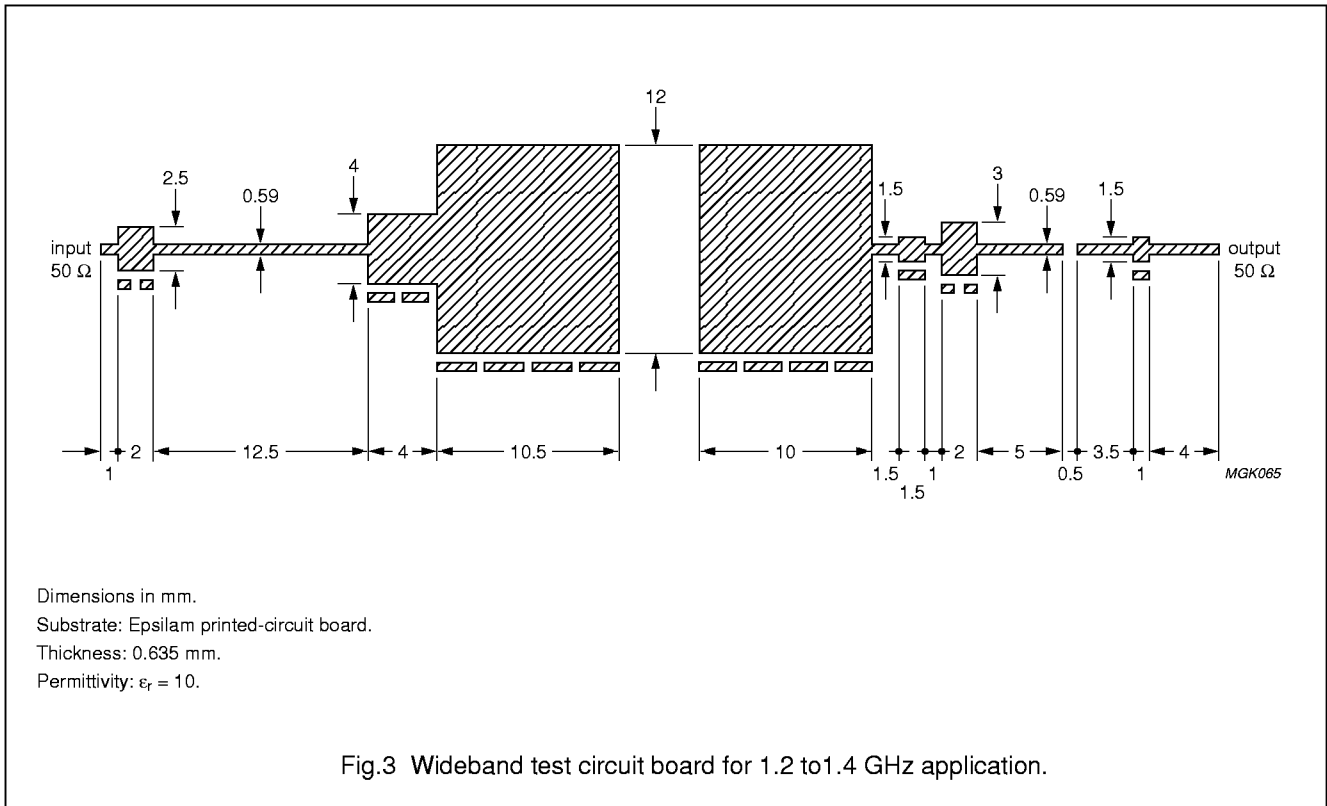 12
4
2.5
0.59
1.5
3
0.59
1.5
input
50 Ω
output
50 Ω
2
12.5
4
10.5
10
2
5
3.5
4
1
1.5
1.5
1
0.5
1
MGK065
Dimensions in mm.
Substrate: Epsilam printed-circuit board.
Thickness: 0.635 mm.
Permittivity: εr = 10.
Fig.3 Wideband test circuit board for 1.2 to1.4 GHz application.